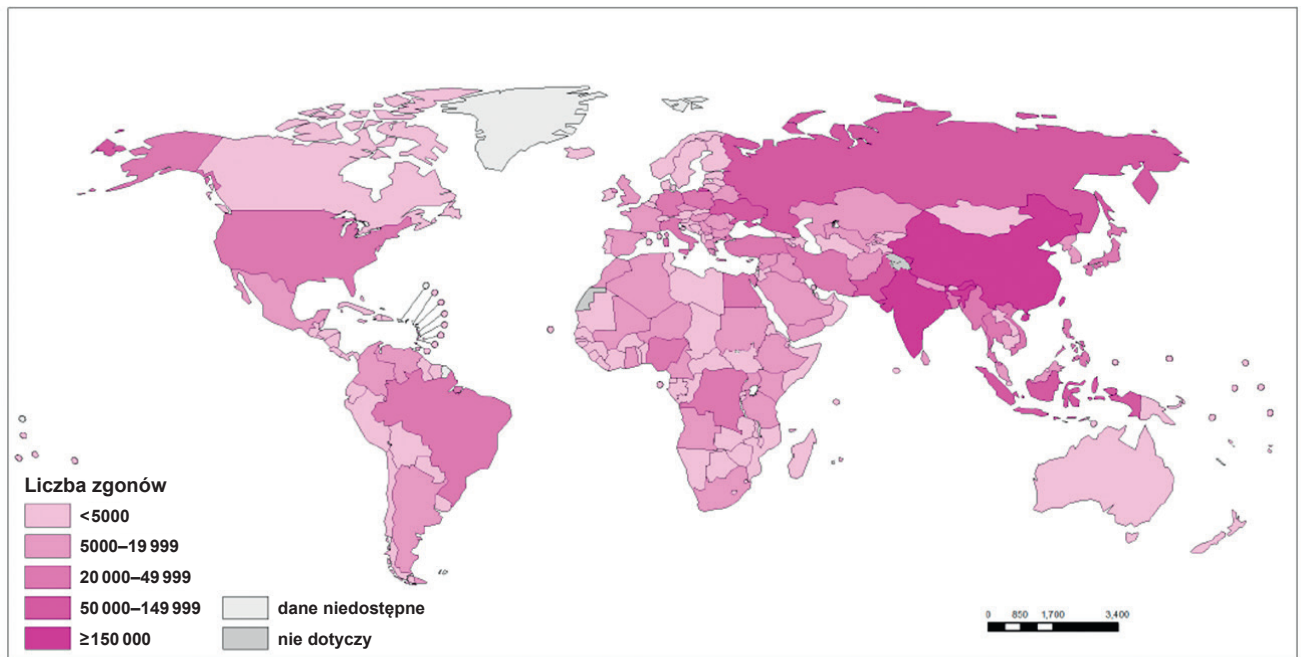 Liczba zgonów
<5000
5000–19 999
20 000–49 999
50 000–149 999
≥150 000
dane niedostępne
nie dotyczy
0 850 1,700 3,400